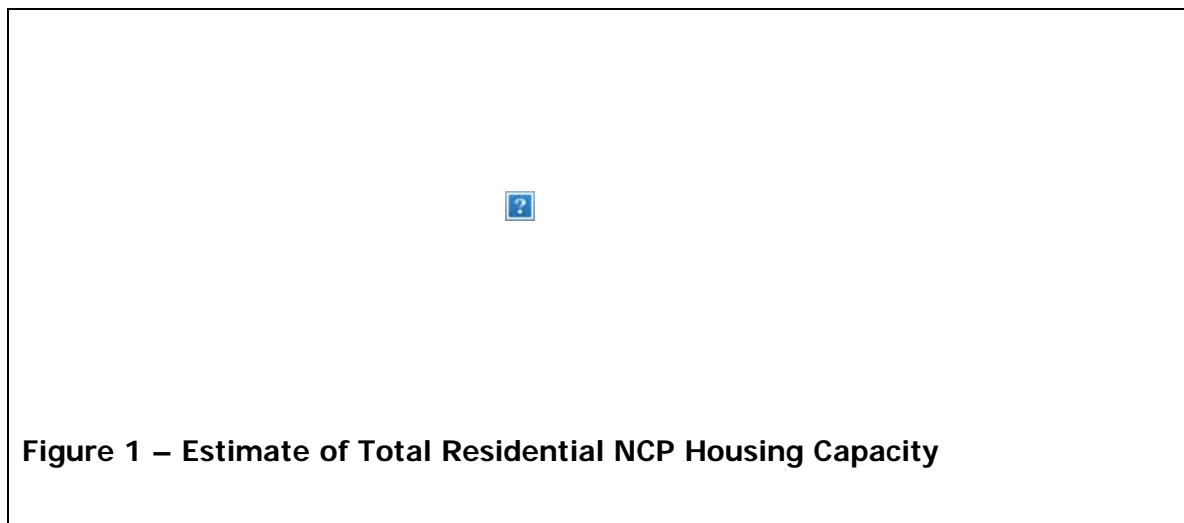 ?
Figure 1 – Estimate of Total Residential NCP Housing Capacity